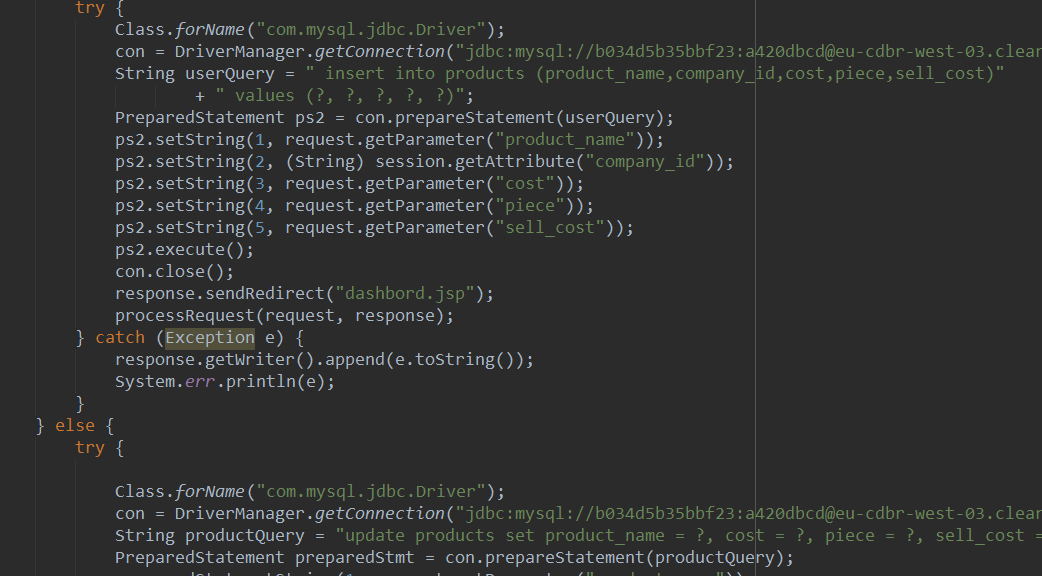 try {
Class.forName("com.mysql.jdbc.Driver");
con = DriverManager.getConnection("jdbc:mysql://b034d5b35bbf23:a420dbcd@eu-cdbr-west-03.clear
String userQuery = " insert into products (product_name,company_id,cost,piece,sell_cost)"
+ " values (?, ?, ?, ?, ?)";
PreparedStatement ps2 = con.prepareStatement(userQuery);
ps2.setString(1, request.getParameter("product_name"));
ps2.setString(2, (String) session.getAttribute("company_id"));
ps2.setString(3, request.getParameter("cost"));
ps2.setString(4, request.getParameter("piece"));
ps2.setString(5, request.getParameter("sell_cost"));
ps2.execute();
con.close();
response.sendRedirect("dashbord.jsp");
processRequest(request, response);
} catch (Exception e) {
response.getWriter().append(e.toString());
System.err.println(e);
}
} else {
try {
Class.forName("com.mysql.jdbc.Driver");
con = DriverManager.getConnection("jdbc:mysql://b034d5b35bbf23:a420dbcd@eu-cdbr-west-03.clear
String productQuery = "update products set product_name = ?, cost = ?, piece = ?, sell_cost =
PreparedStatement preparedStmt = con.prepareStatement(productQuery);